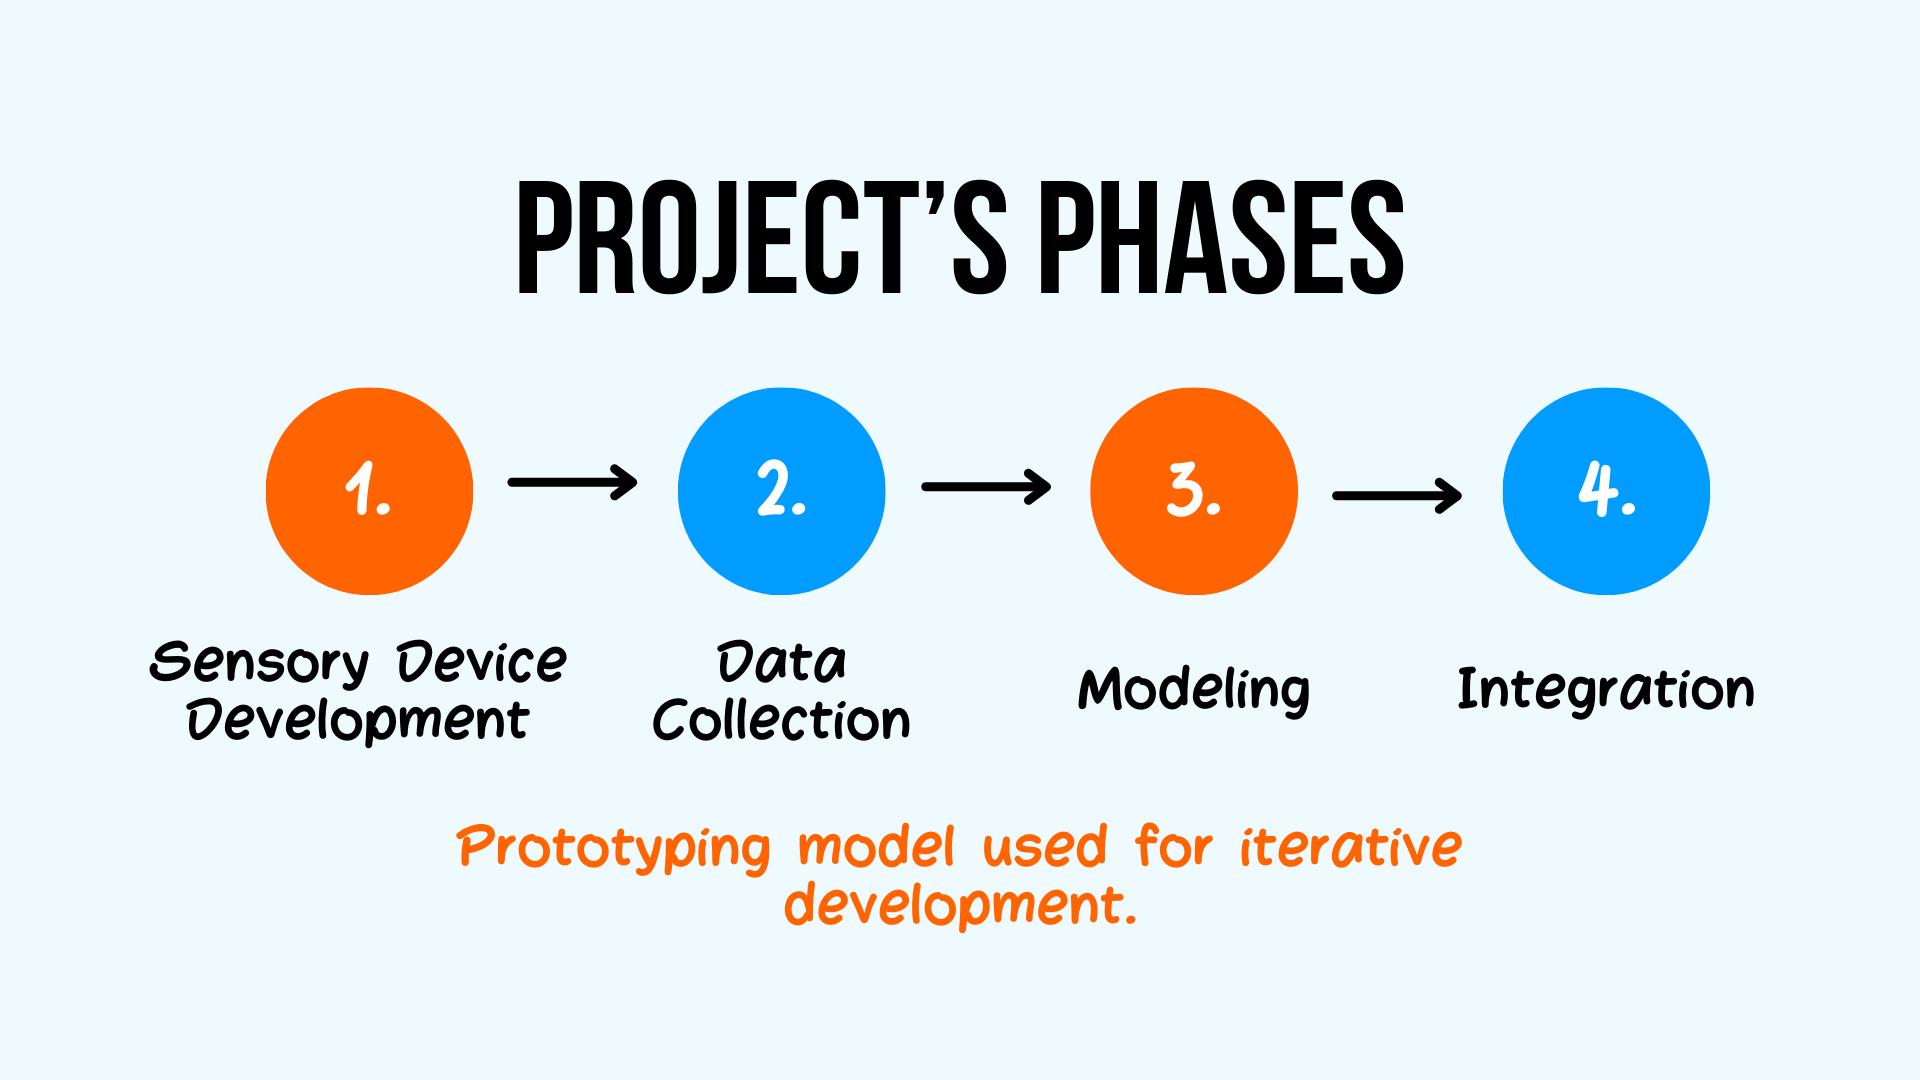 PROJECT’S PHASES
1.
2.
3.
4.
Sensory Device
Development
Data
Collection
Modeling
Integration
Prototyping model used for iterative
development.